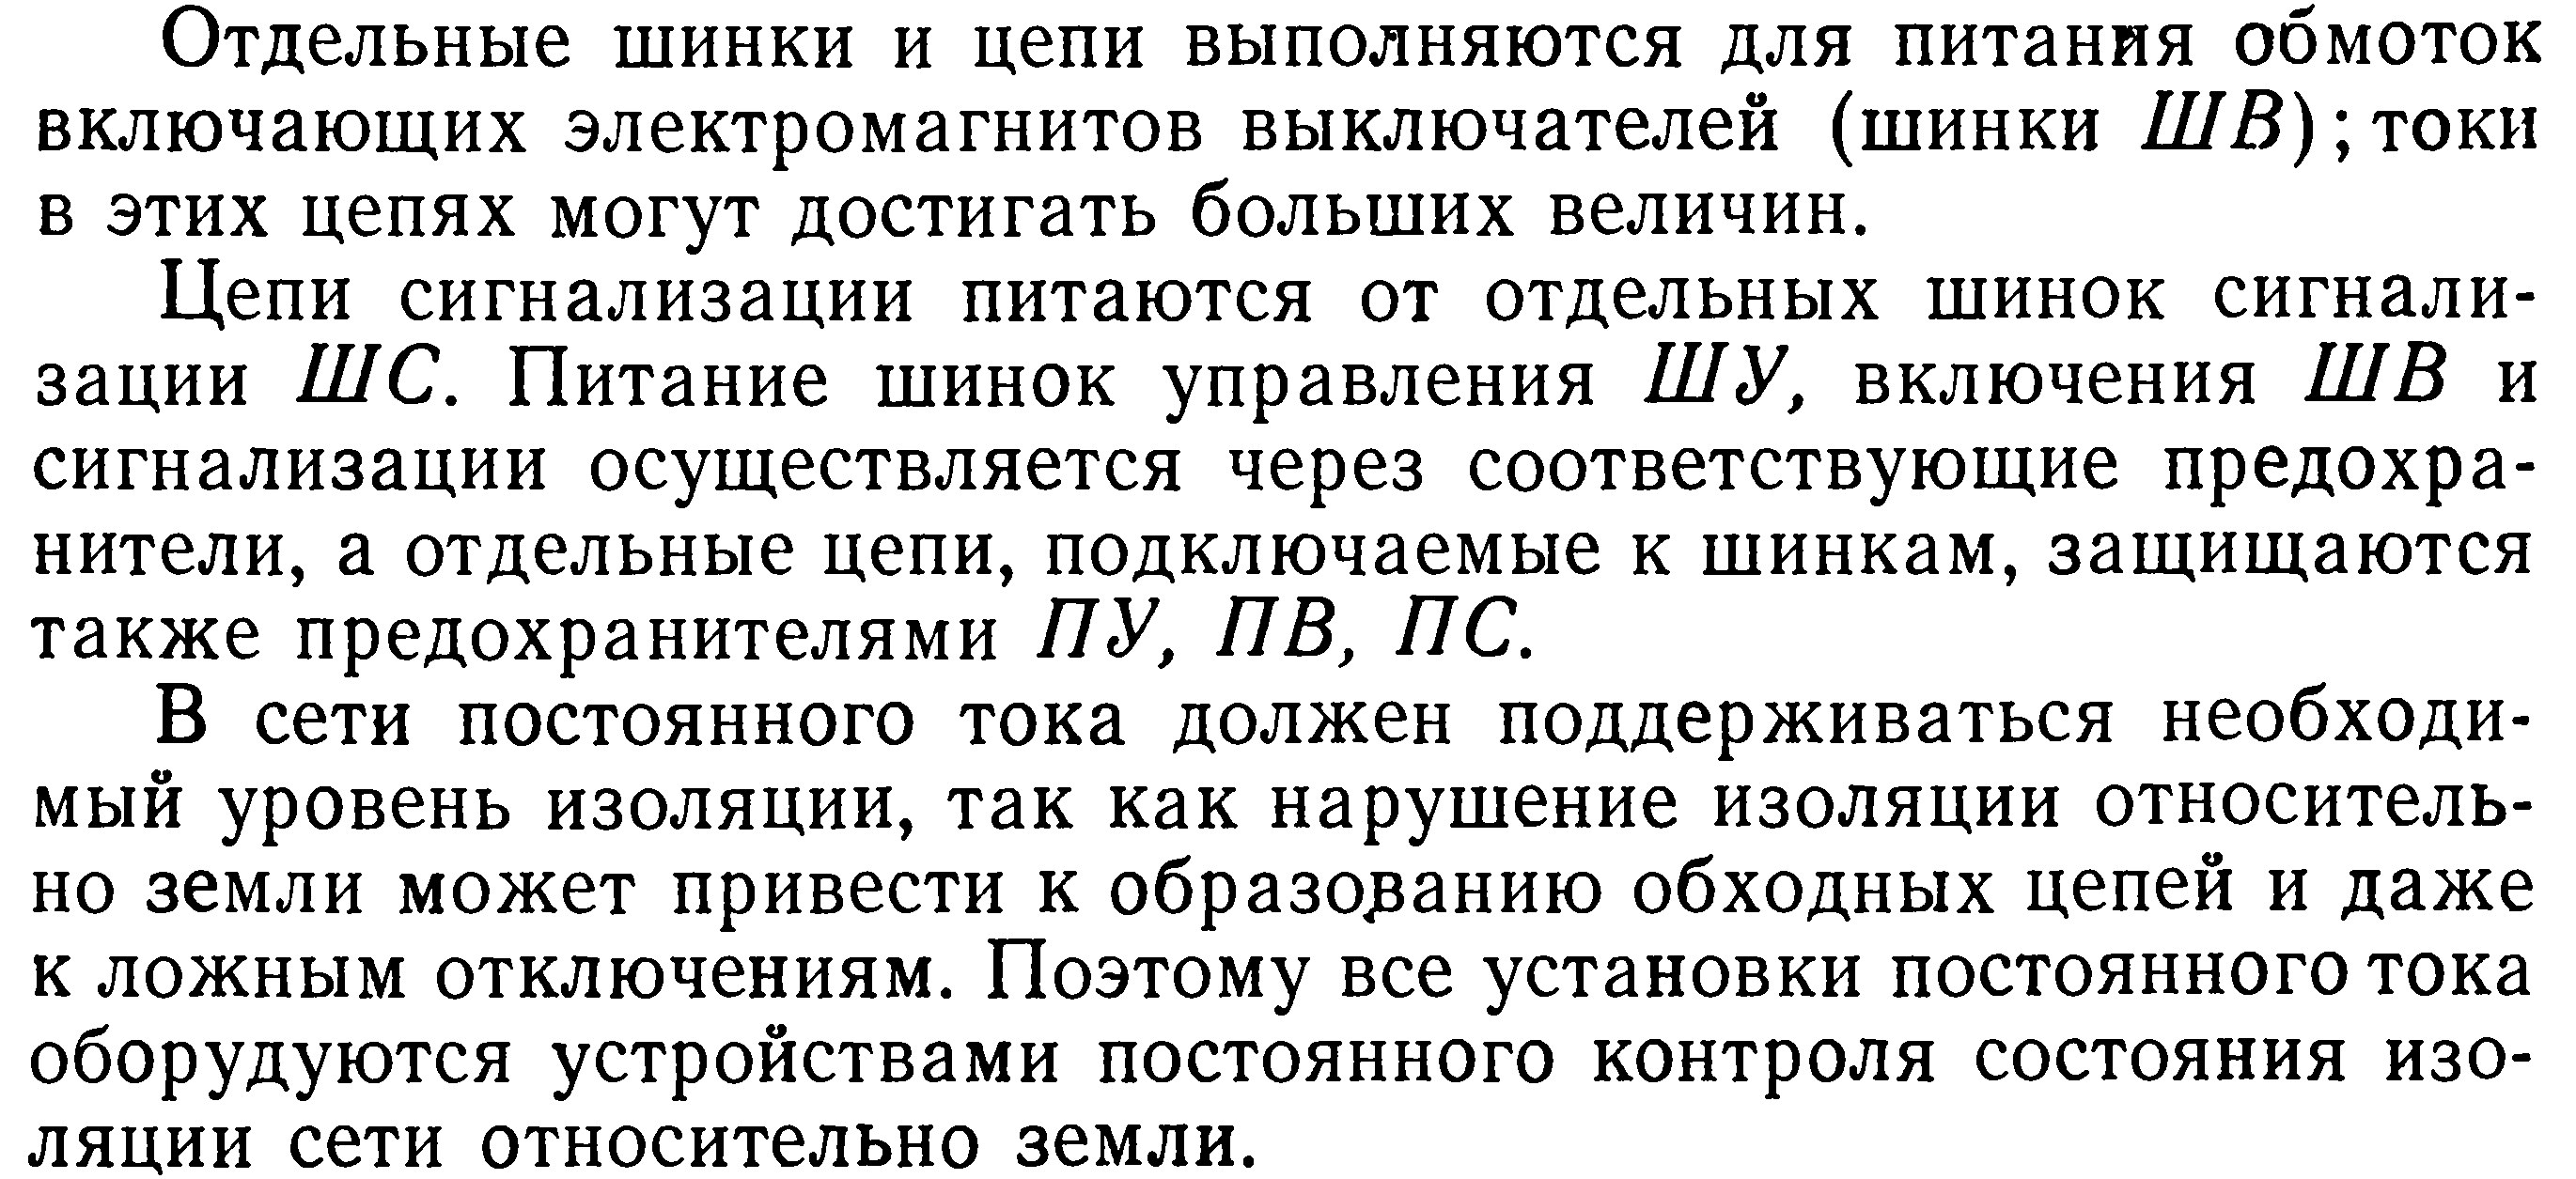 Отдельные шинки и цепи выполняются для питания обмоток
включающих электромагнитов выключателей (шинки ШВ); токи
в этих цепях могут достигать больших величин.
Цепи сигнализации питаются от отдельных шинок сигнали-
зации ШС. Питание шинок управления ШУ, включения ШВ и
сигнализации осуществляется через соответствующие предохра-
нители, а отдельные цепи, подключаемые к шинкам, защищаются
также предохранителями ПУ, ПВ, ПС.
В сети постоянного тока должен поддерживаться необходи-
мый уровень изоляции, так как нарушение изоляции относитель-
но земли может привести к образованию обходных цепей и даже
к ложным отключениям. Поэтому все установки постоянного тока
оборудуются устройствами постоянного контроля состояния изо-
ляции сети относительно земли.